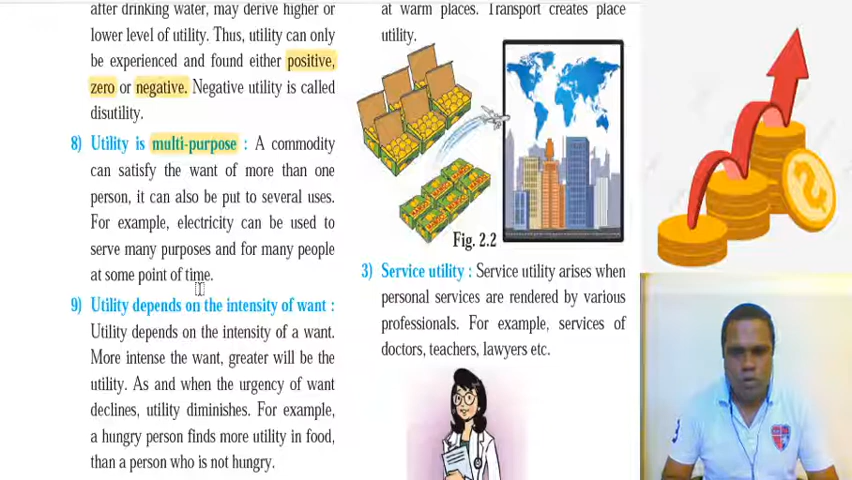 after drinking water, may derive higher or
lower level of utility. Thus, utility can only
be experienced and found either positive,
zero or negative. Negative utility is called
disutility.
8) Utility is multi-purpose : A commodity
can satisfy the want of more than one
person, it can also be put to several uses.
For example, electricity can be used to
serve many purposes and for many people
at some point of time.
9) Utility depends on the intensity of want :
Utility depends on the intensity of a want.
More intense the want, greater will be the
utility. As and when the urgency of want
declines, utility diminishes. For example,
a hungry person finds more utility in food,
than a person who is not hungry.
at warm places. Transport creates place
utility.
Fig. 2.2
3) Service utility : Service utility arises when
personal services are rendered by various
professionals. For example, services of
doctors, teachers, lawyers etc.